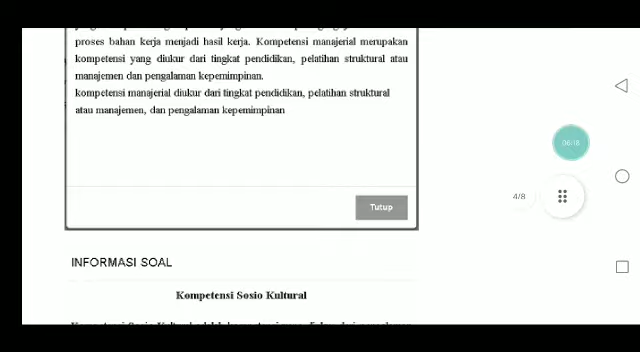 proses bahan kerja menjadi hasil kerja. Kompetensi manajerial merupakan
kompetensi yang diukur dari tingkat pendidikan, pelatihan struktural atau
manajemen dan pengalaman kepemimpinan.
kompetensi manajerial diukur dari tingkat pendidikan, pelatihan struktural
atau manajemen, dan pengalaman kepemimpinan
06:18
4/8
Tutup
INFORMASI SOAL
Kompetensi Sosio Kultural